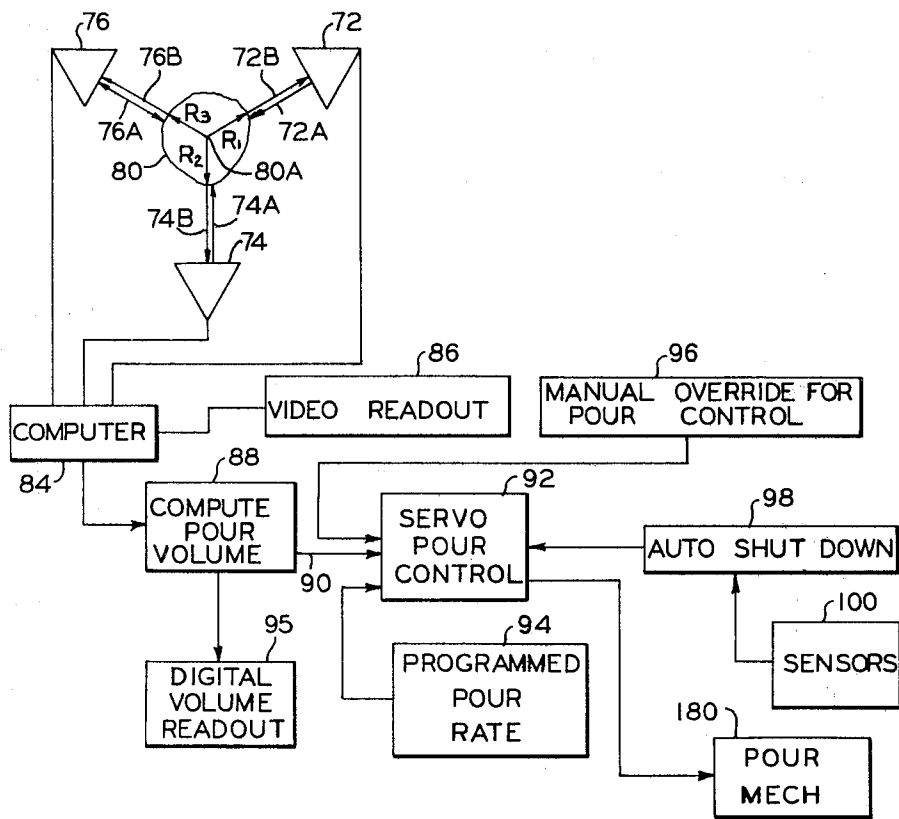 76
72
76B
72B
76A
R3
R1
72A
R2
80
80A
74B
74A
74
86
96
VIDEO READOUT
MANUAL OVERRIDE FOR
POUR CONTROL
COMPUTER
84
88
92
COMPUTE
POUR
VOLUME
90
SERVO
POUR
CONTROL
98
AUTO SHUT DOWN
100
SENSORS
95
DIGITAL
VOLUME
READOUT
94
PROGRAMMED
POUR
RATE
180
POUR
MECH